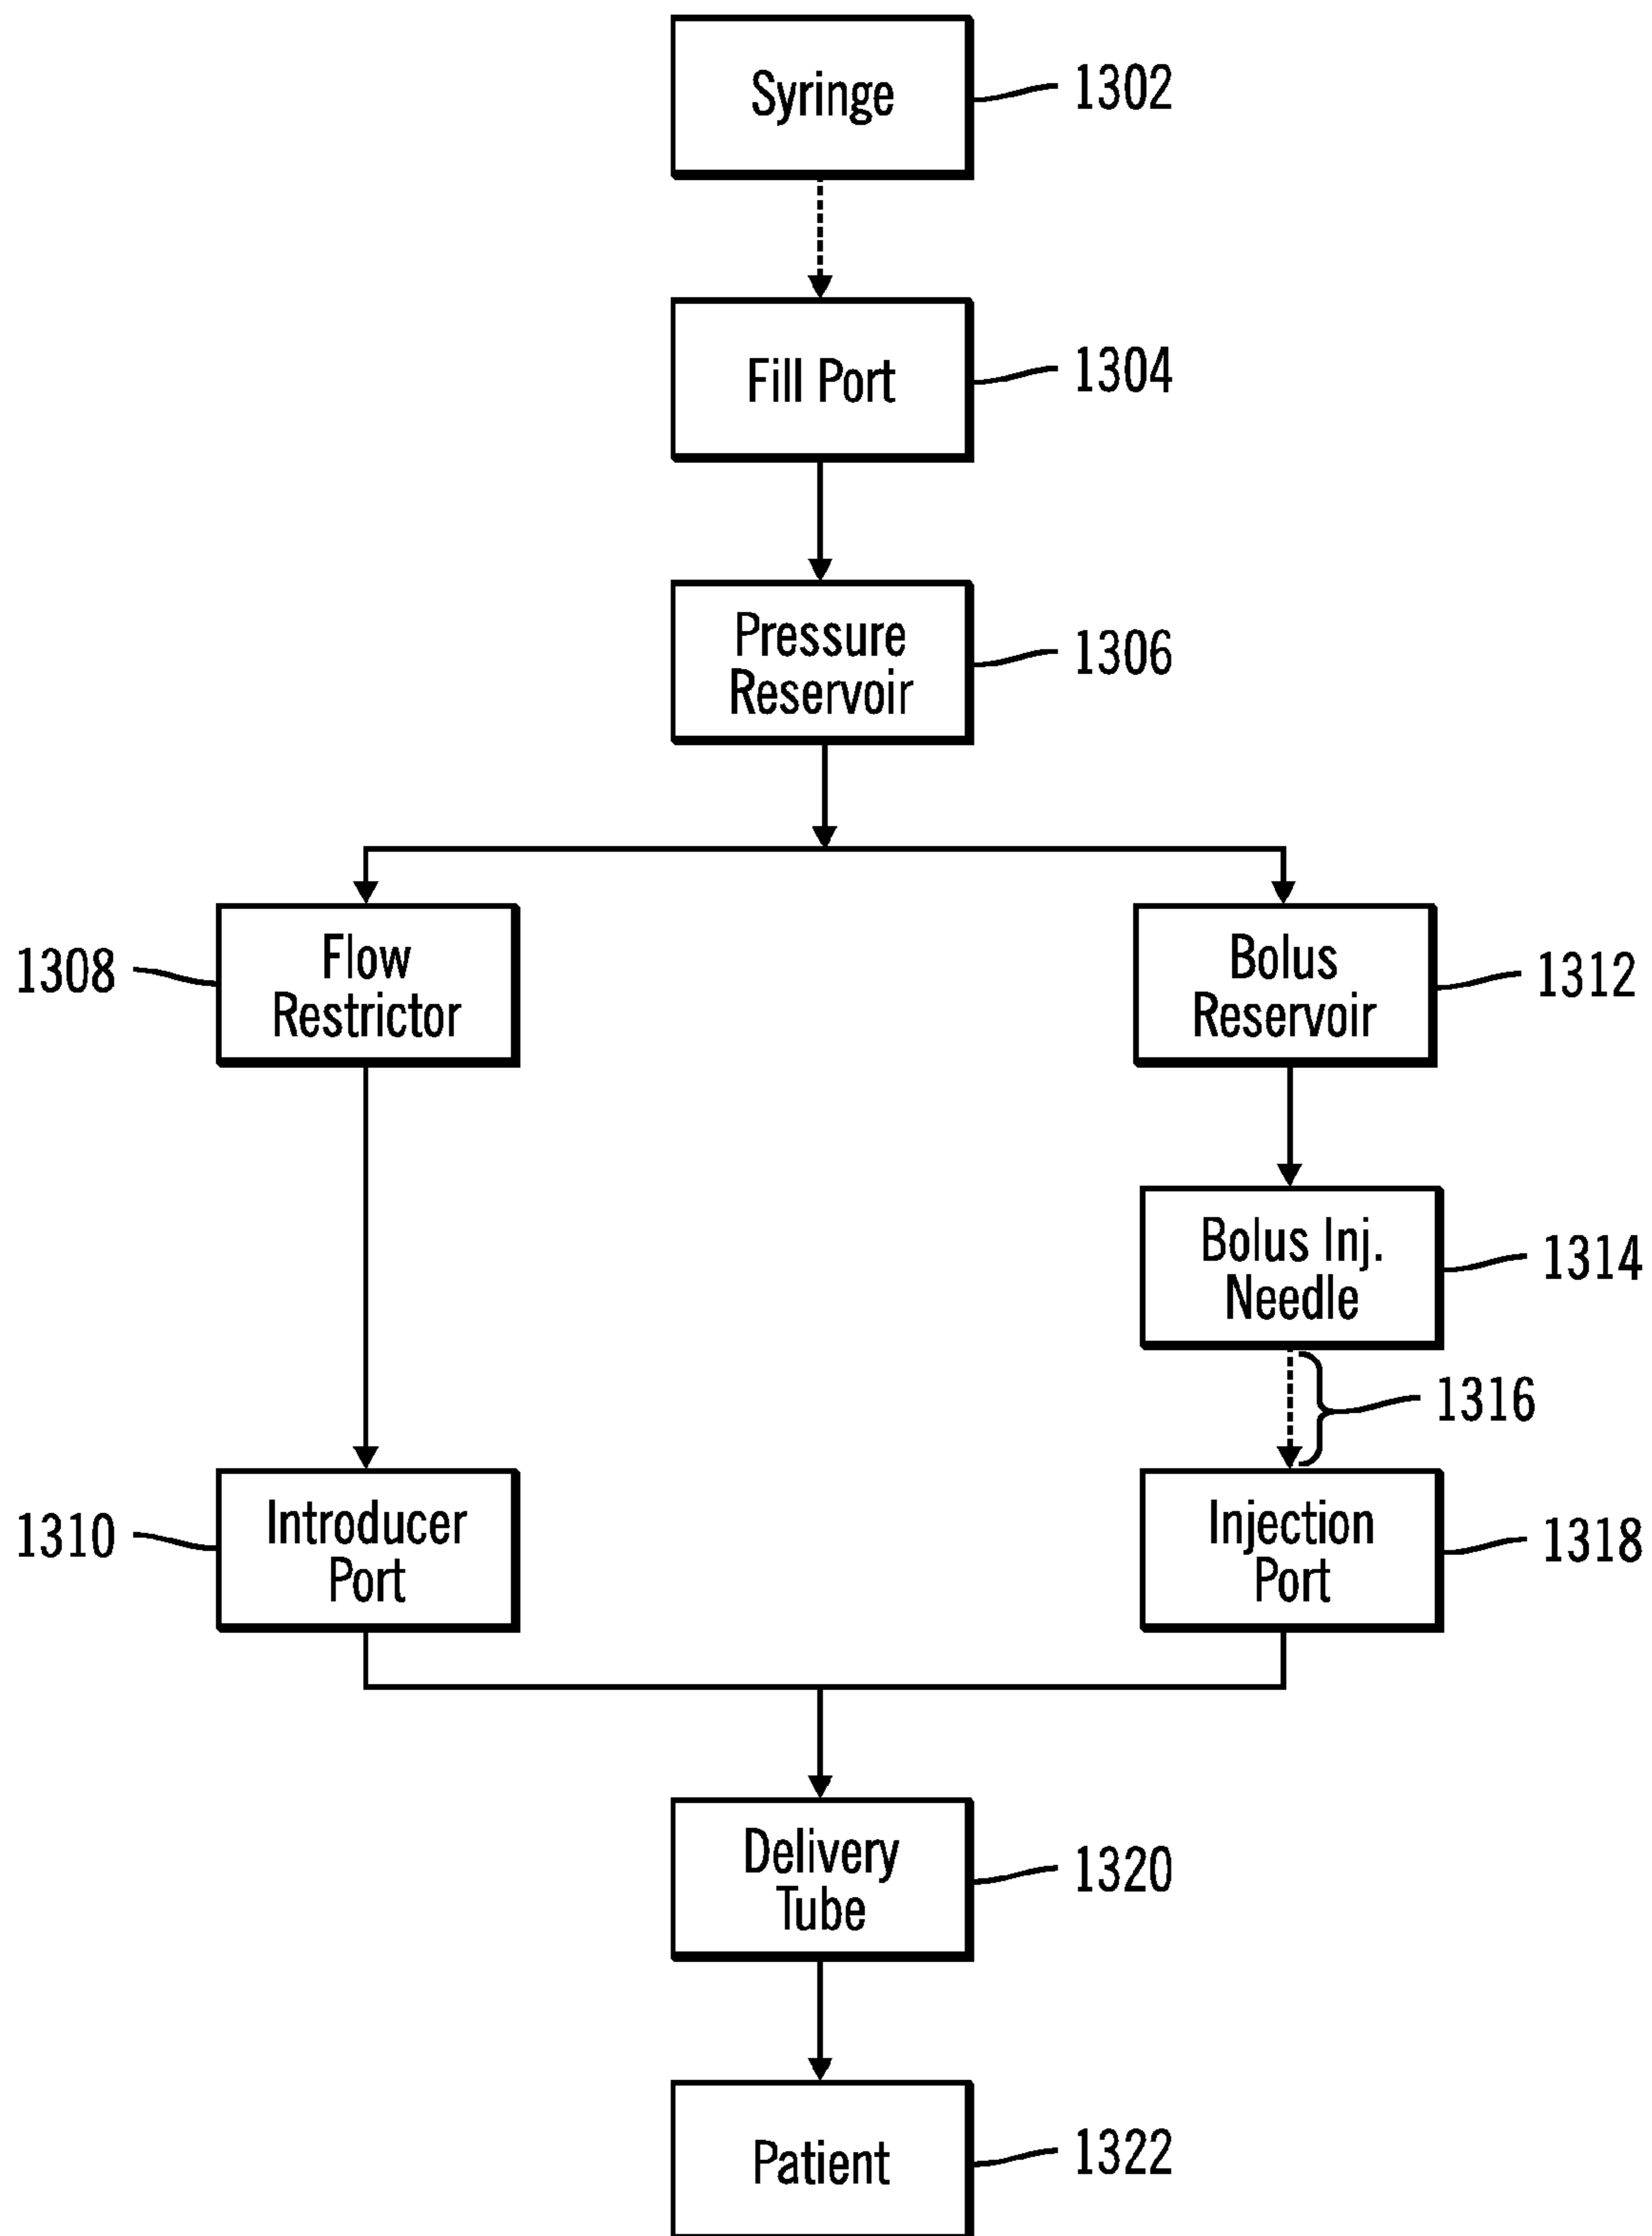 Syringe
1302
Fill Port
1304
Pressure
Reservoir
1306
1308
Flow
Restrictor
Bolus
Reservoir
1312
Bolus Inj.
Needle
1314
1316
1310
Introducer
Port
Injection
Port
1318
Delivery
Tube
1320
Patient
1322